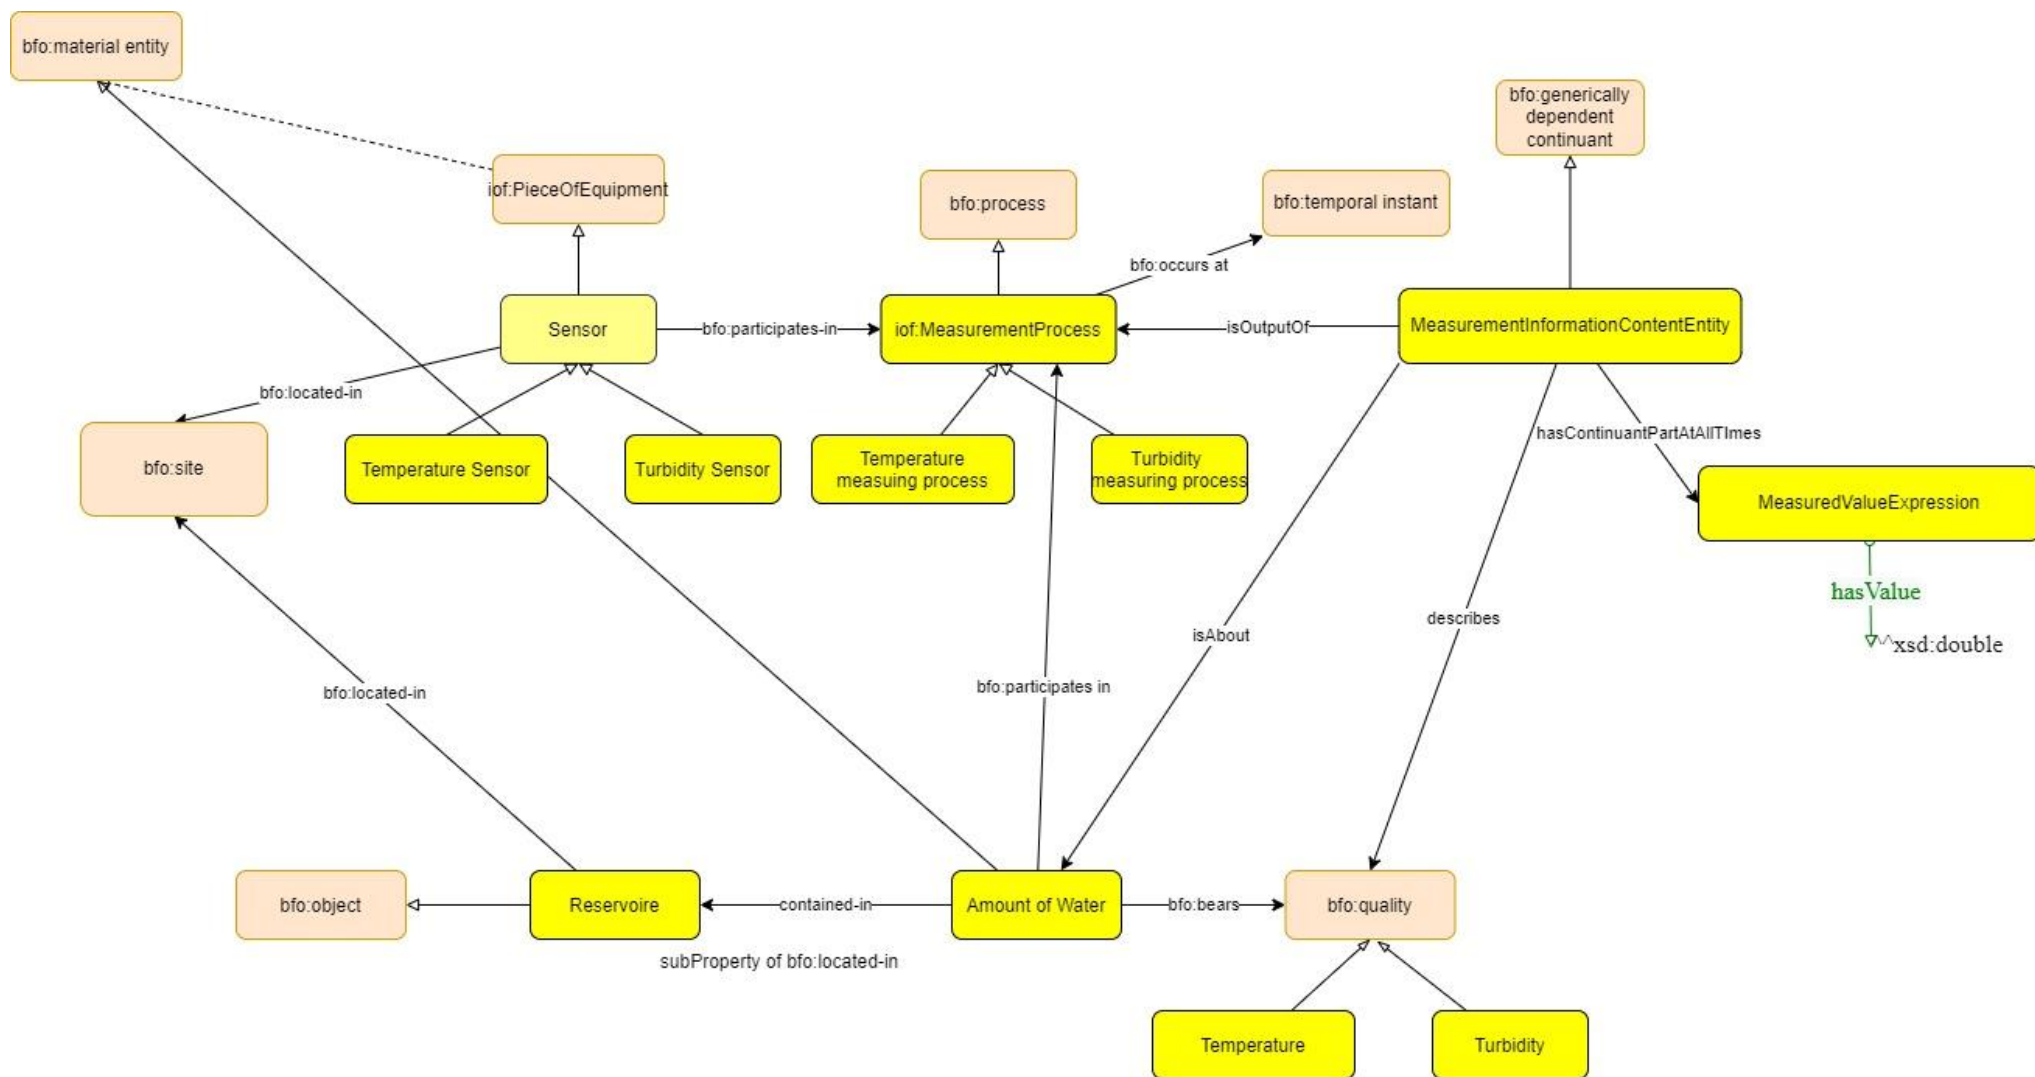 bfo:material entity
bfo:generically
dependent
continuant
iof:PieceOfEquipment
bfo:process
bfo:temporal instant
bfo:occurs at
Sensor
bfo:participates-in
iof:MeasurementProcess
isOutputOf
MeasurementInformationContentEntity
bfo:located-in
hasContinuantPartAtAllTImes
bfo:site
Temperature Sensor
Turbidity Sensor
Temperature
measuing process
Turbidity
measuring process
MeasuredValueExpression
hasValue
^^xsd:double
describes
isAbout
bfo:located-in
bfo:participates in
bfo:object
Reservoire
contained-in
Amount of Water
bfo:bears
bfo:quality
subProperty of bfo:located-in
Temperature
Turbidity